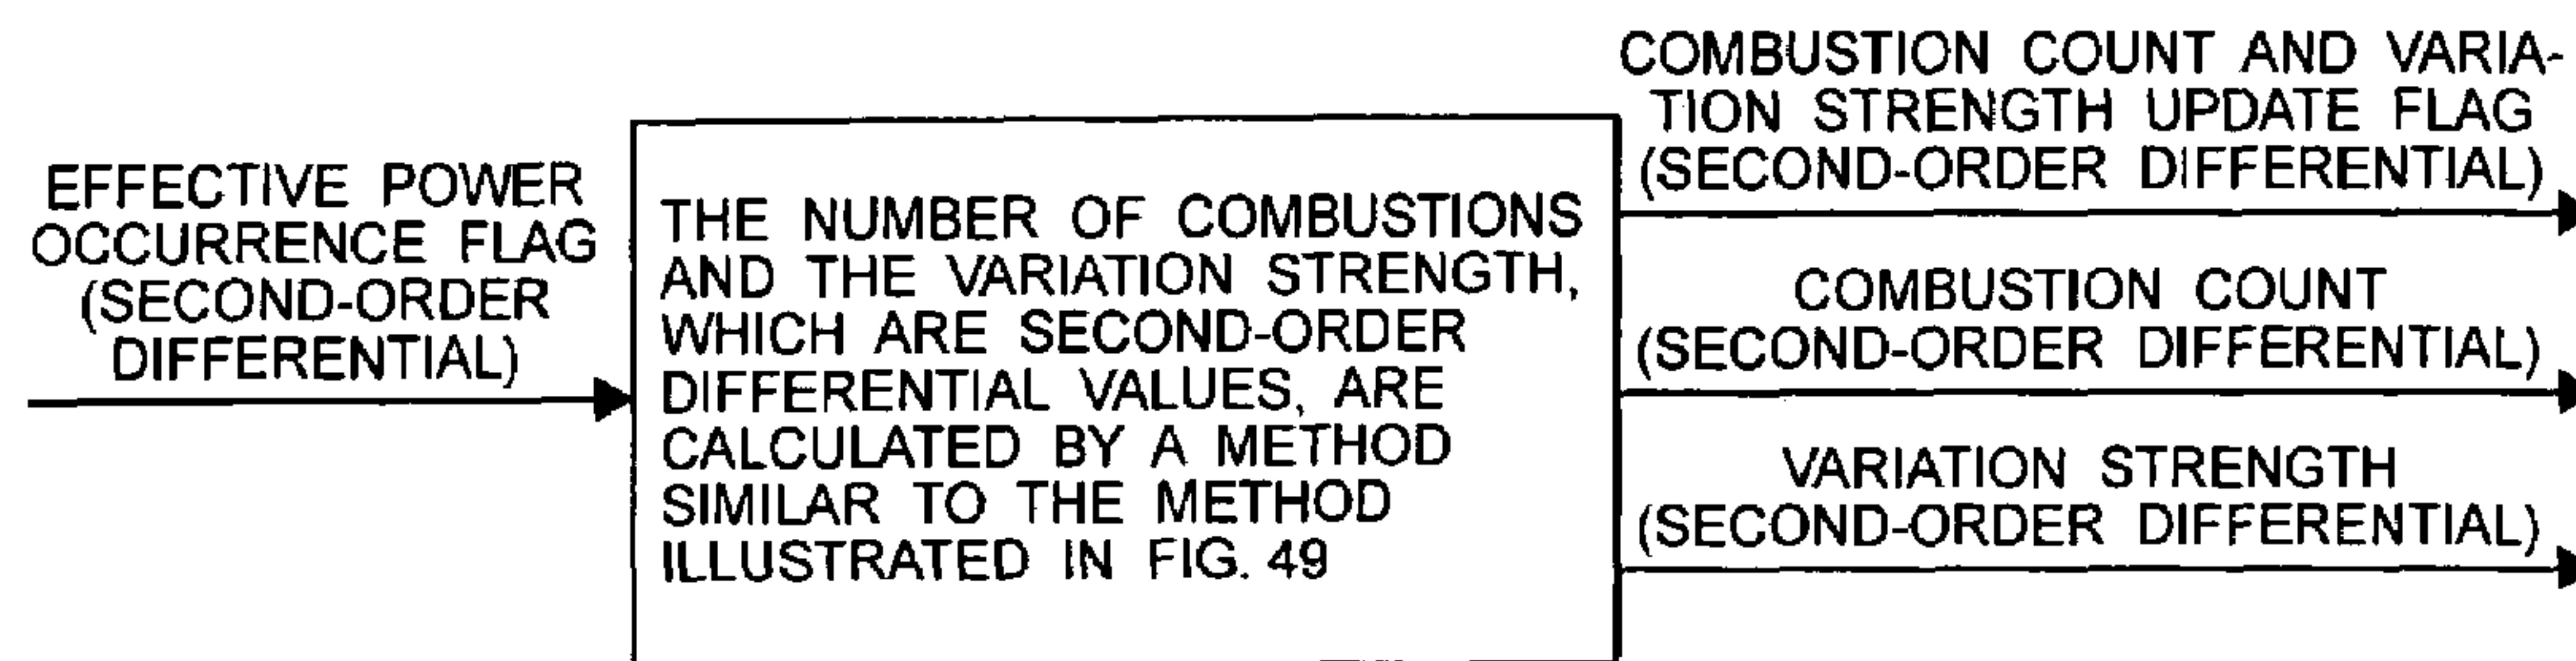 EFFECTIVE POWER
OCCURRENCE FLAG
(SECOND-ORDER
DIFFERENTIAL)
THE NUMBER OF COMBUSTIONS
AND THE VARIATION STRENGTH,
WHICH ARE SECOND-ORDER
DIFFERENTIAL VALUES, ARE
CALCULATED BY A METHOD
SIMILAR TO THE METHOD
ILLUSTRATED IN FIG. 49
COMBUSTION COUNT AND VARIA-
TION STRENGTH UPDATE FLAG
(SECOND-ORDER DIFFERENTIAL)
COMBUSTION COUNT
(SECOND-ORDER DIFFERENTIAL)
VARIATION STRENGTH
(SECOND-ORDER DIFFERENTIAL)